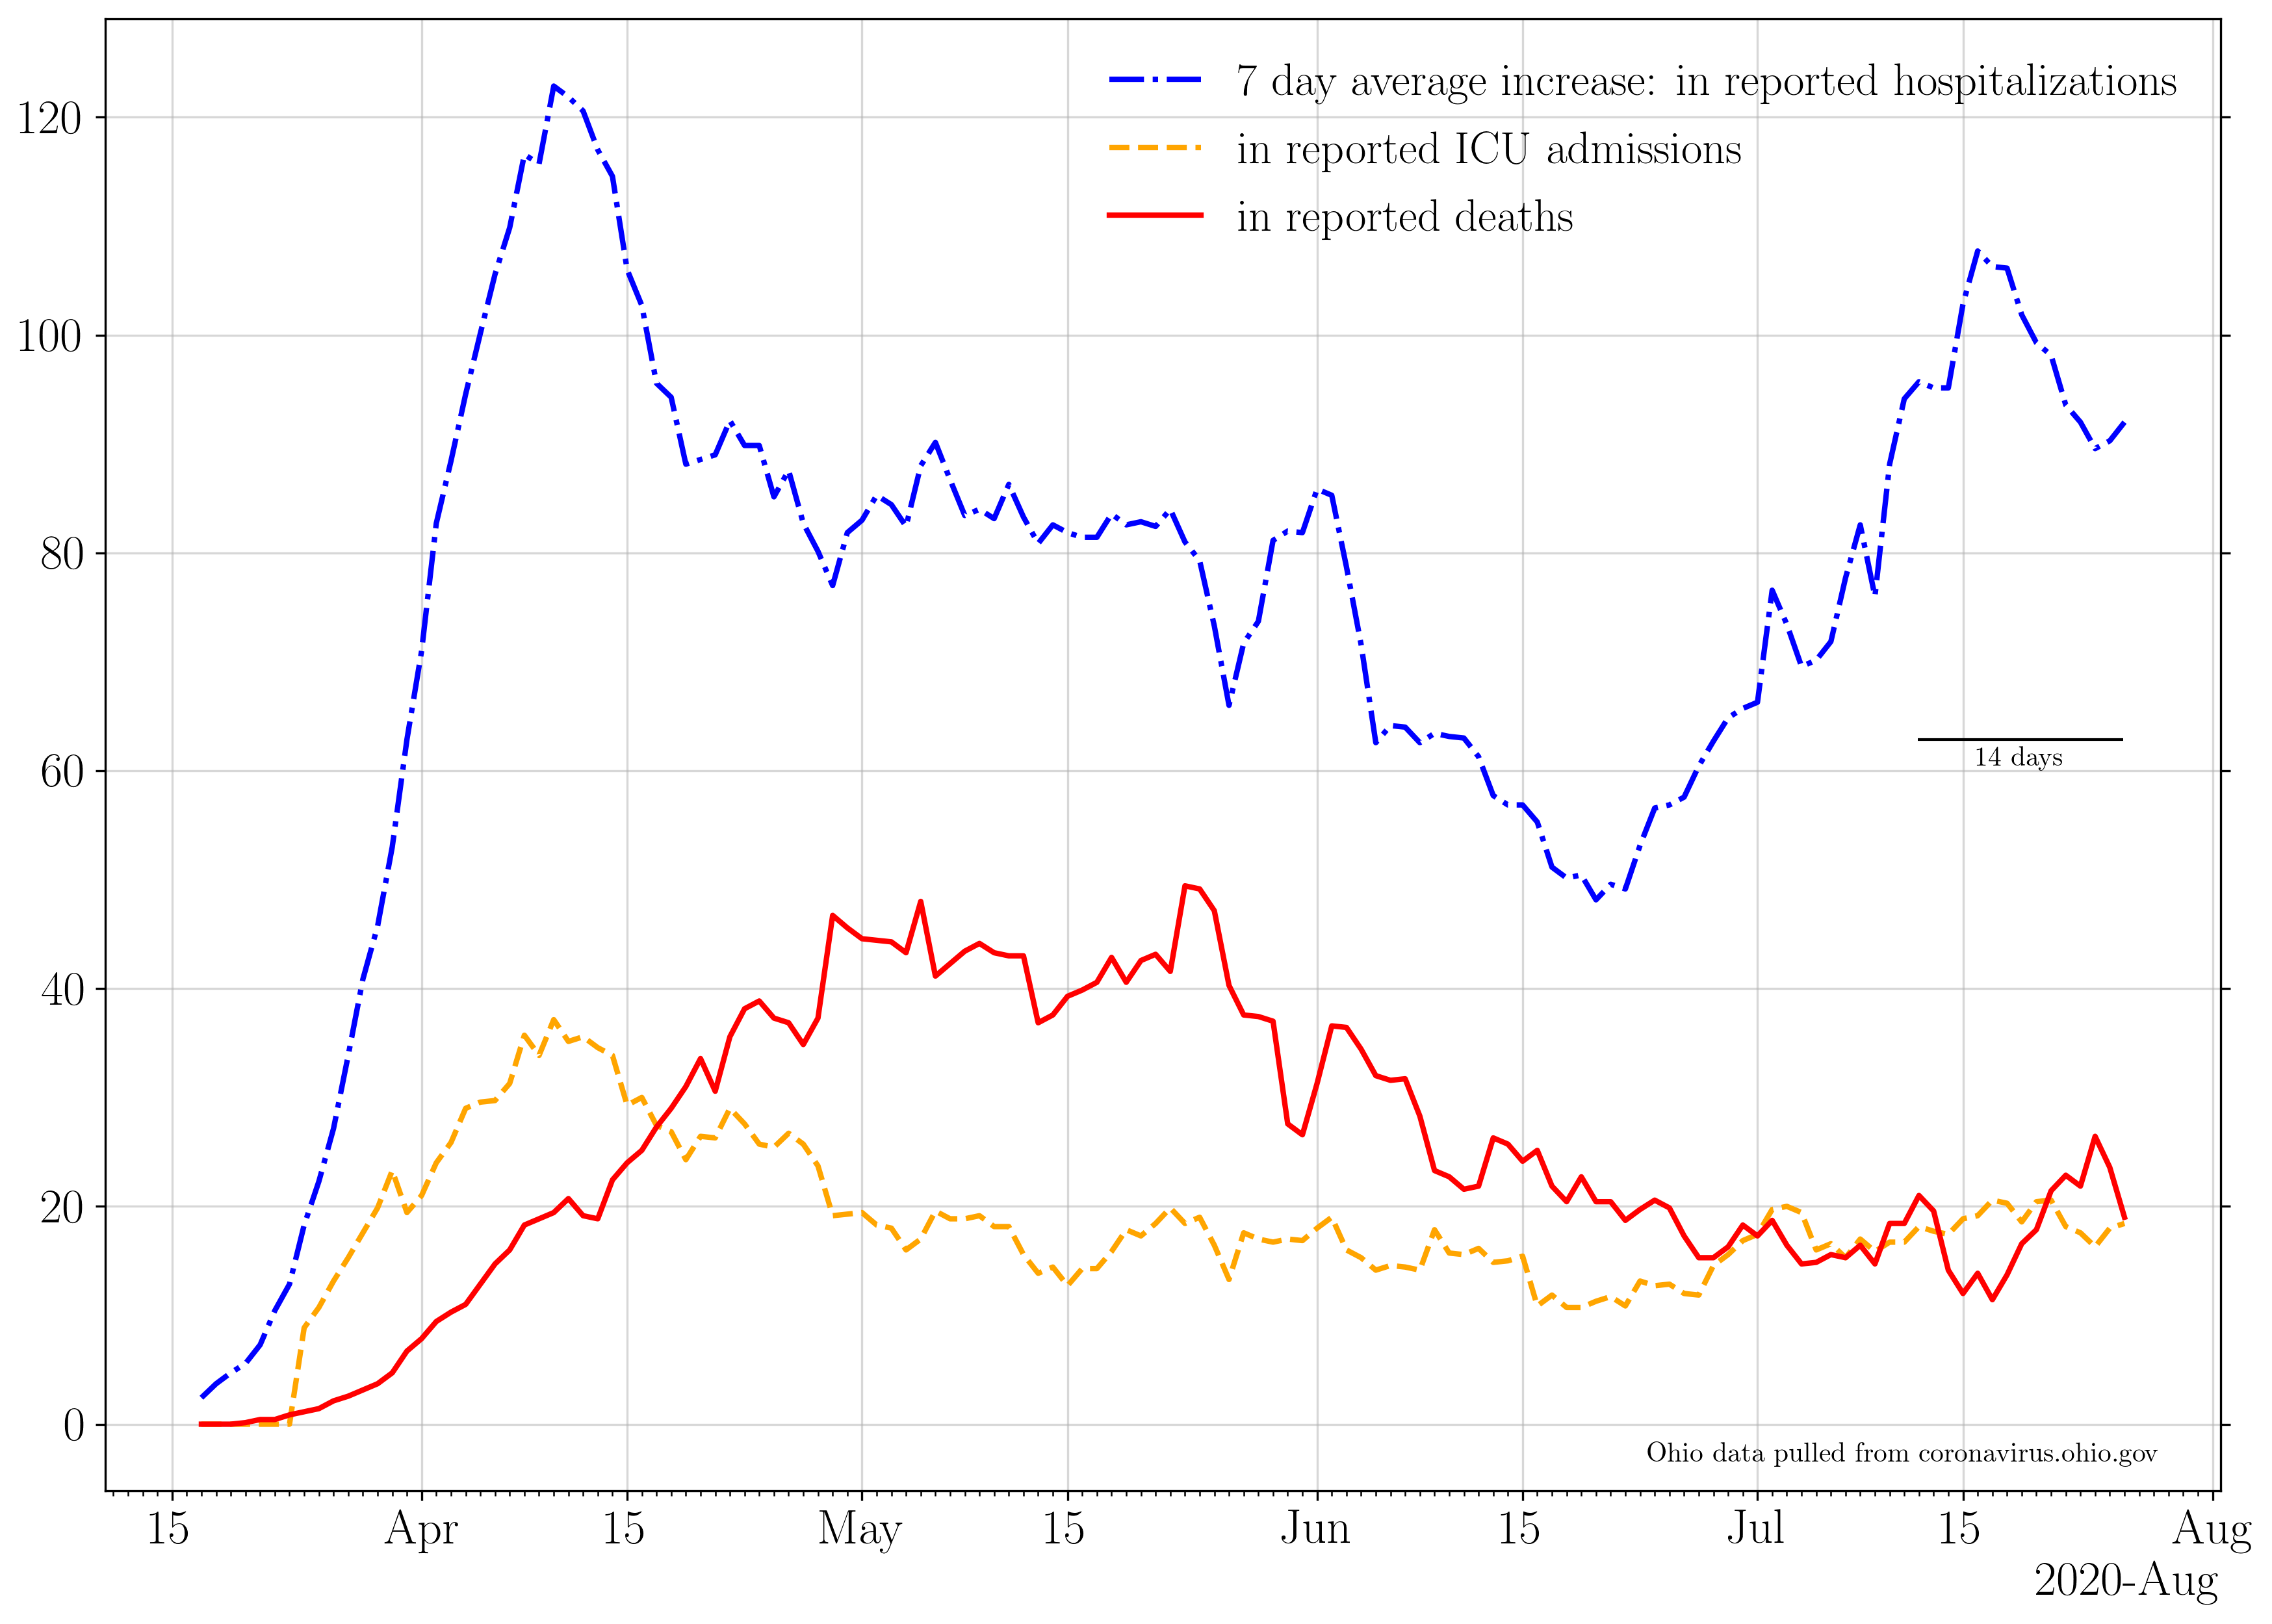 7 day average increase: in reported hospitalizations
in reported ICU admissions
in reported deaths
120
100
80
60
40
20
0
14 days
Ohio data pulled from coronavirus.ohio.gov
15 Apr 15 May 15 Jun 15 Jul 15 Aug
2020-Aug